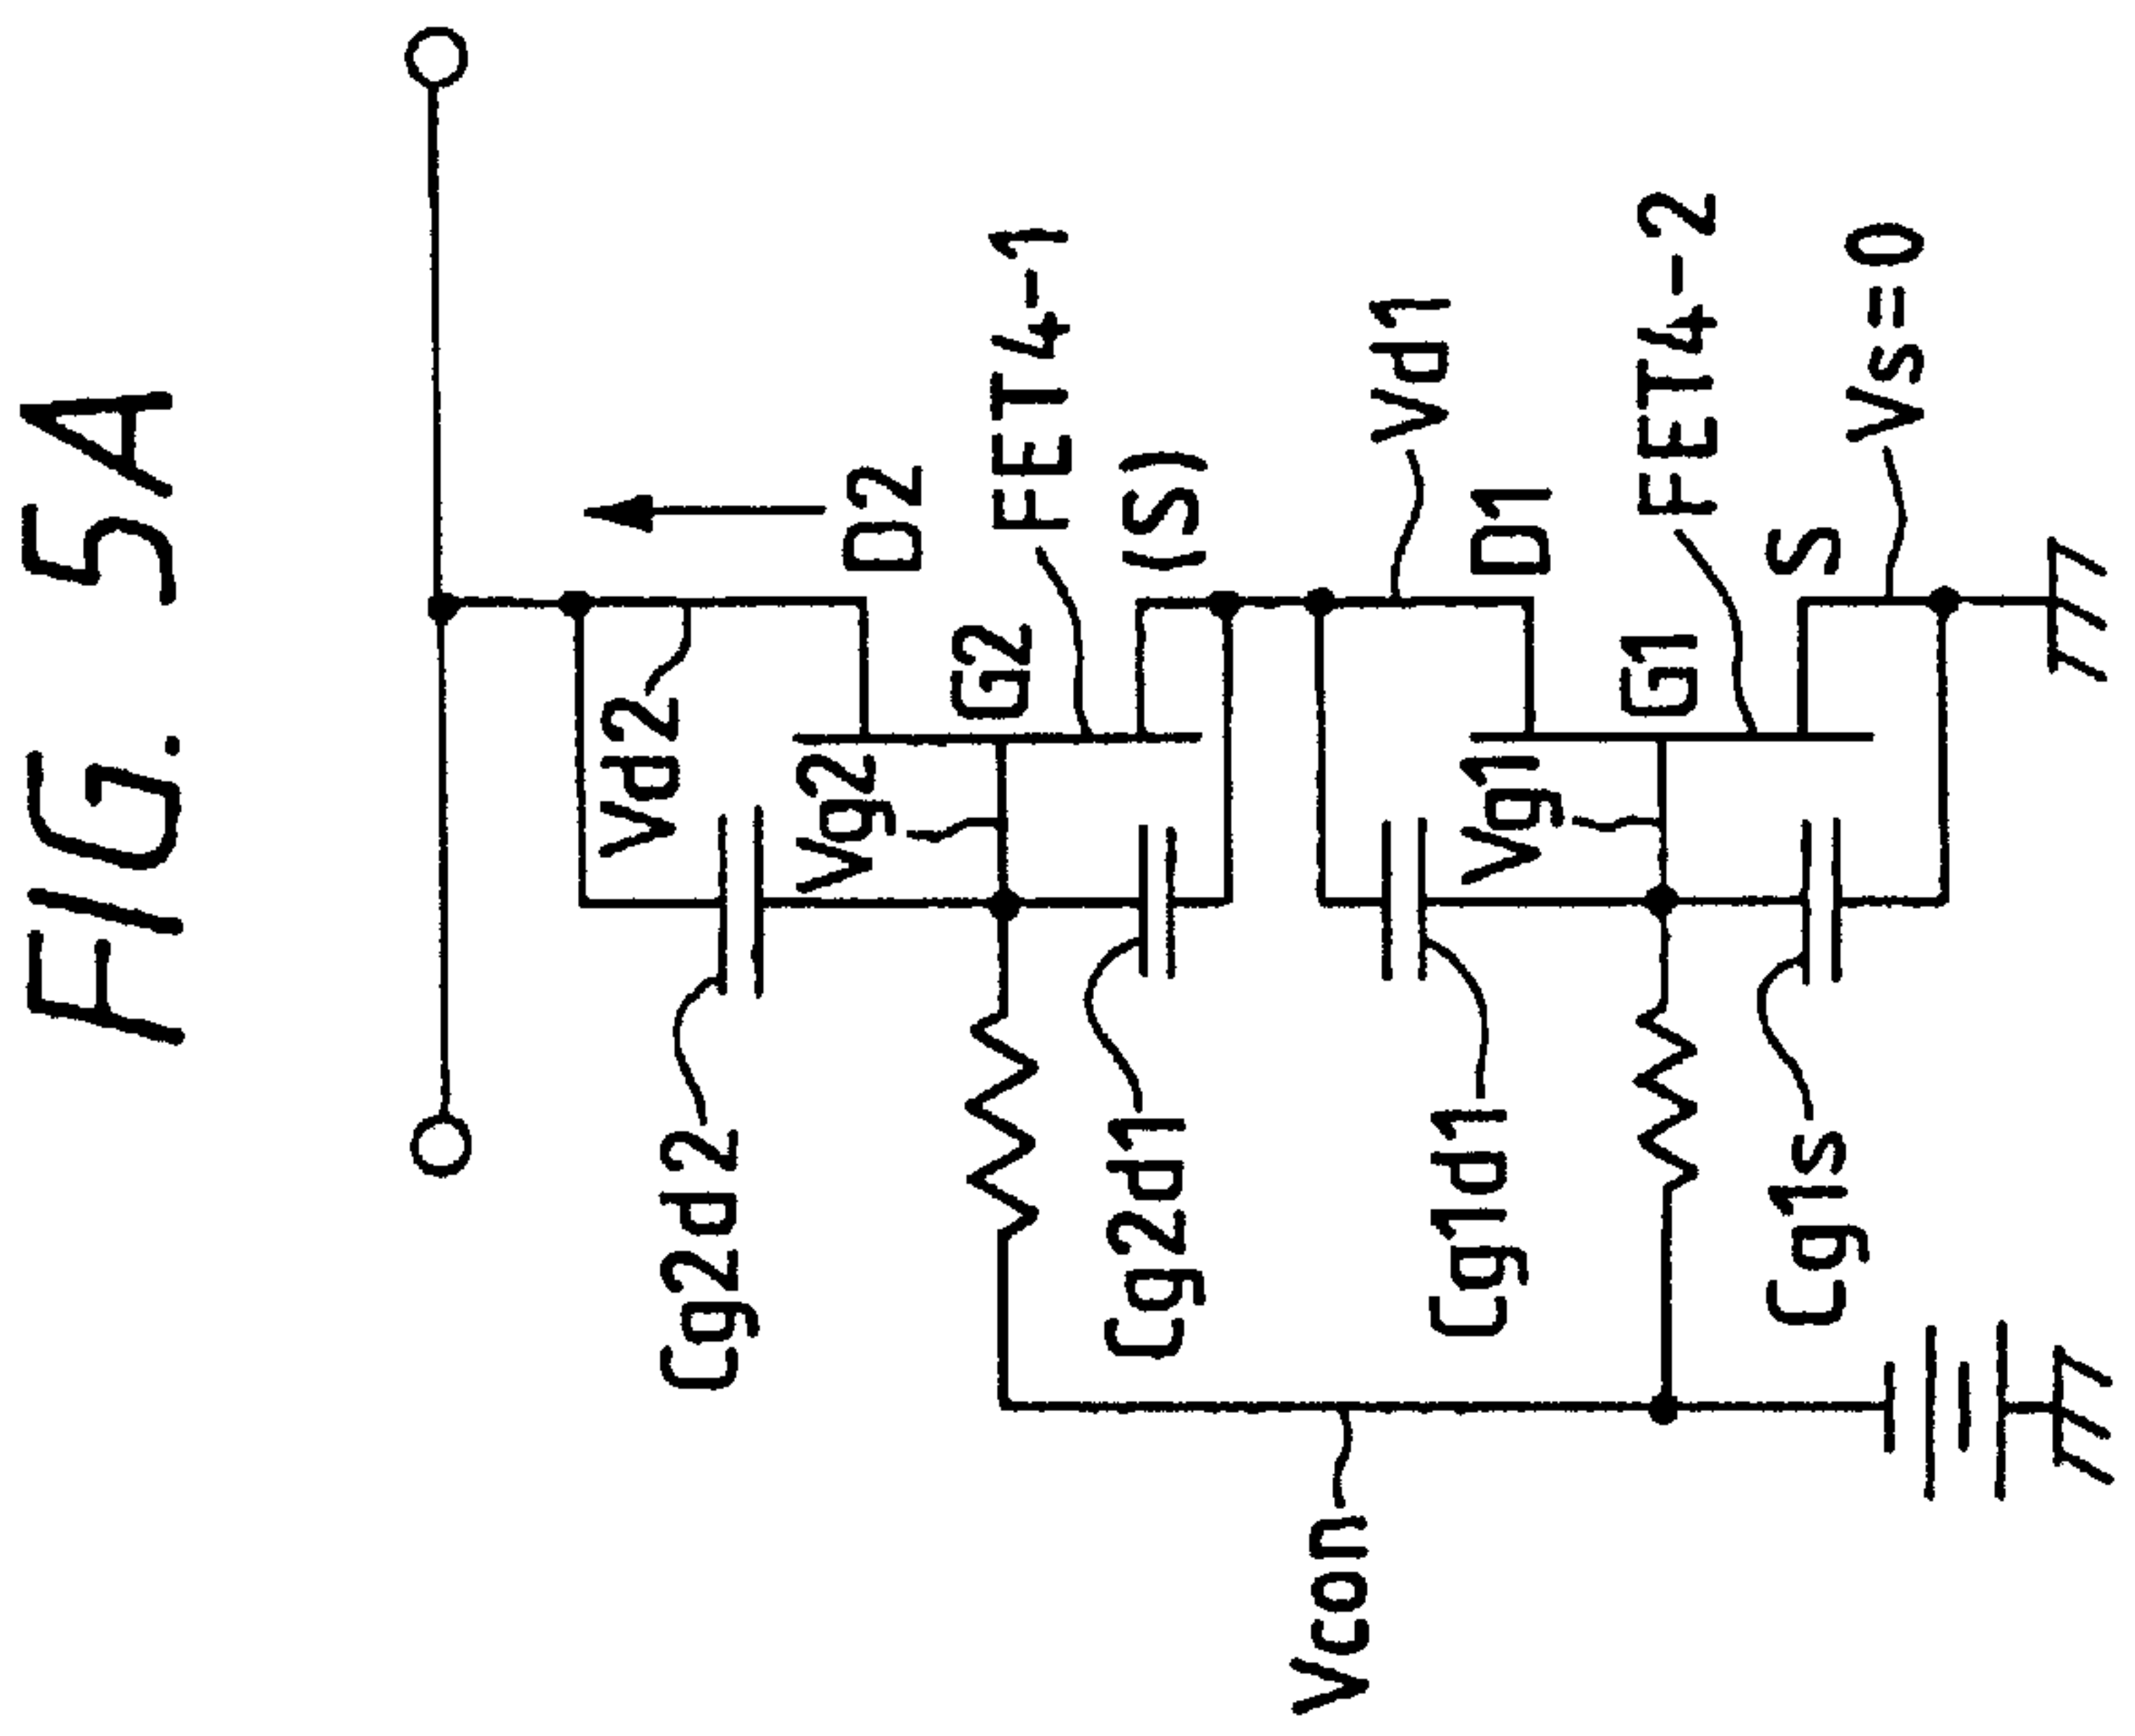 FIG. 5A
Vd2
D2
Cg2d2
Vg2
G2
FET4-1
Cg2d1
(S)
Vcon
Vd1
Cg1d1
Vg1
D1
G1
FET4-2
Cg1s
S
Vs=0